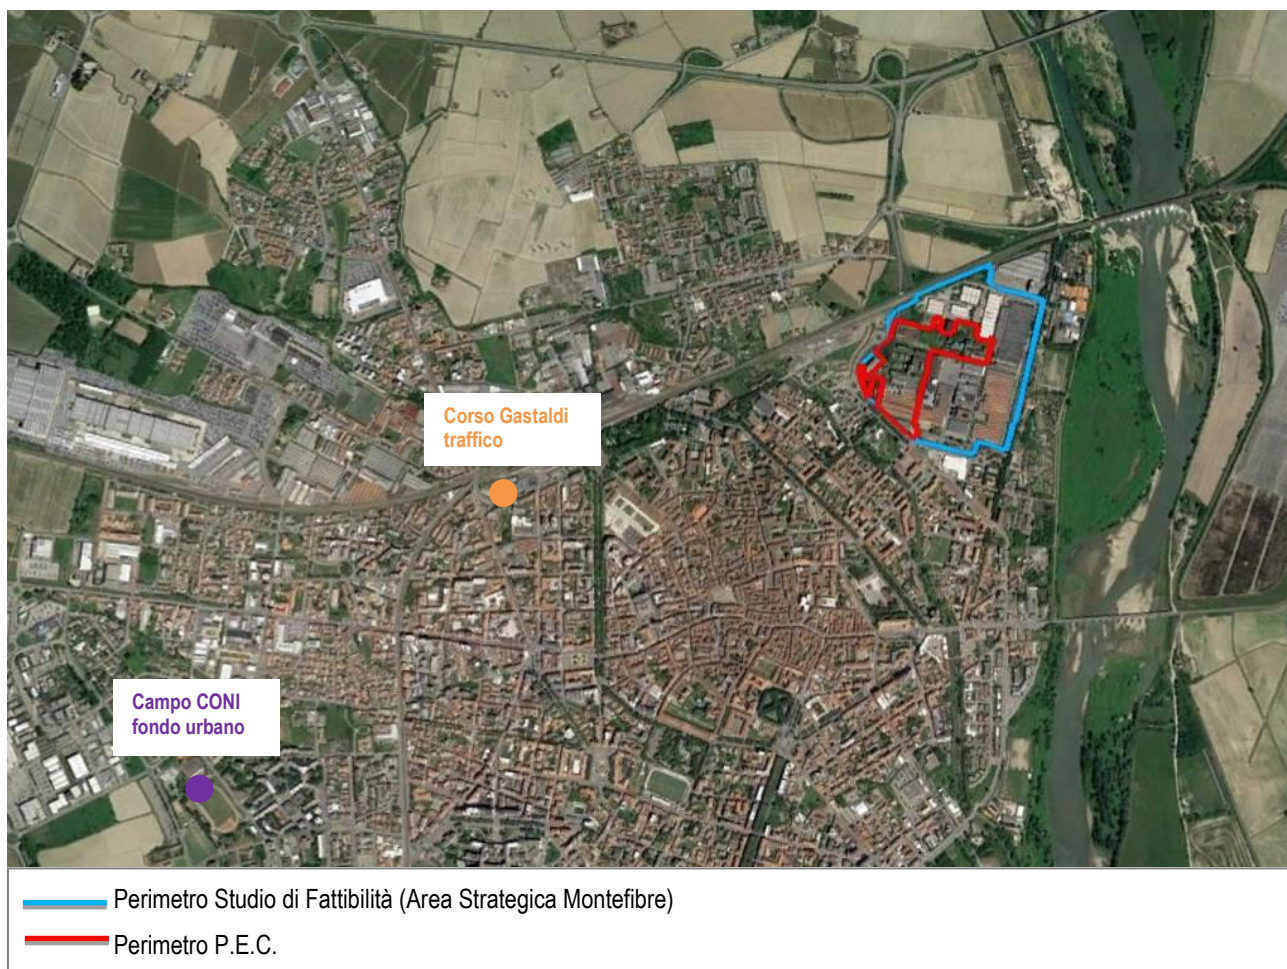 Corso Gastaldi
traffico
Campo CONI
fondo urbano
Perimetro Studio di Fattibilità (Area Strategica Montefibre)
Perimetro P.E.C.